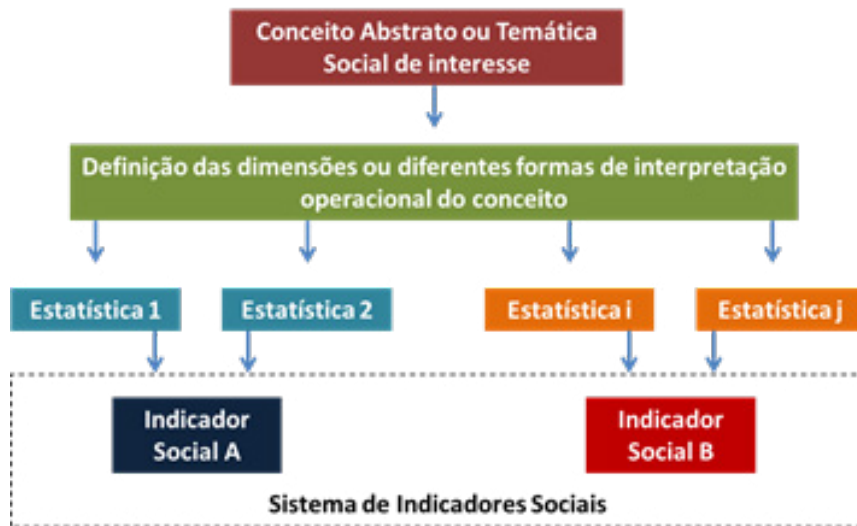 Conceito Abstrato ou Temática
Social de interesse
Definição das dimensões ou diferentes formas de interpretação
operacional do conceito
Estatística 1
Estatística 2
Estatística i
Estatística j
Indicador
Social A
Indicador
Social B
Sistema de Indicadores Sociais